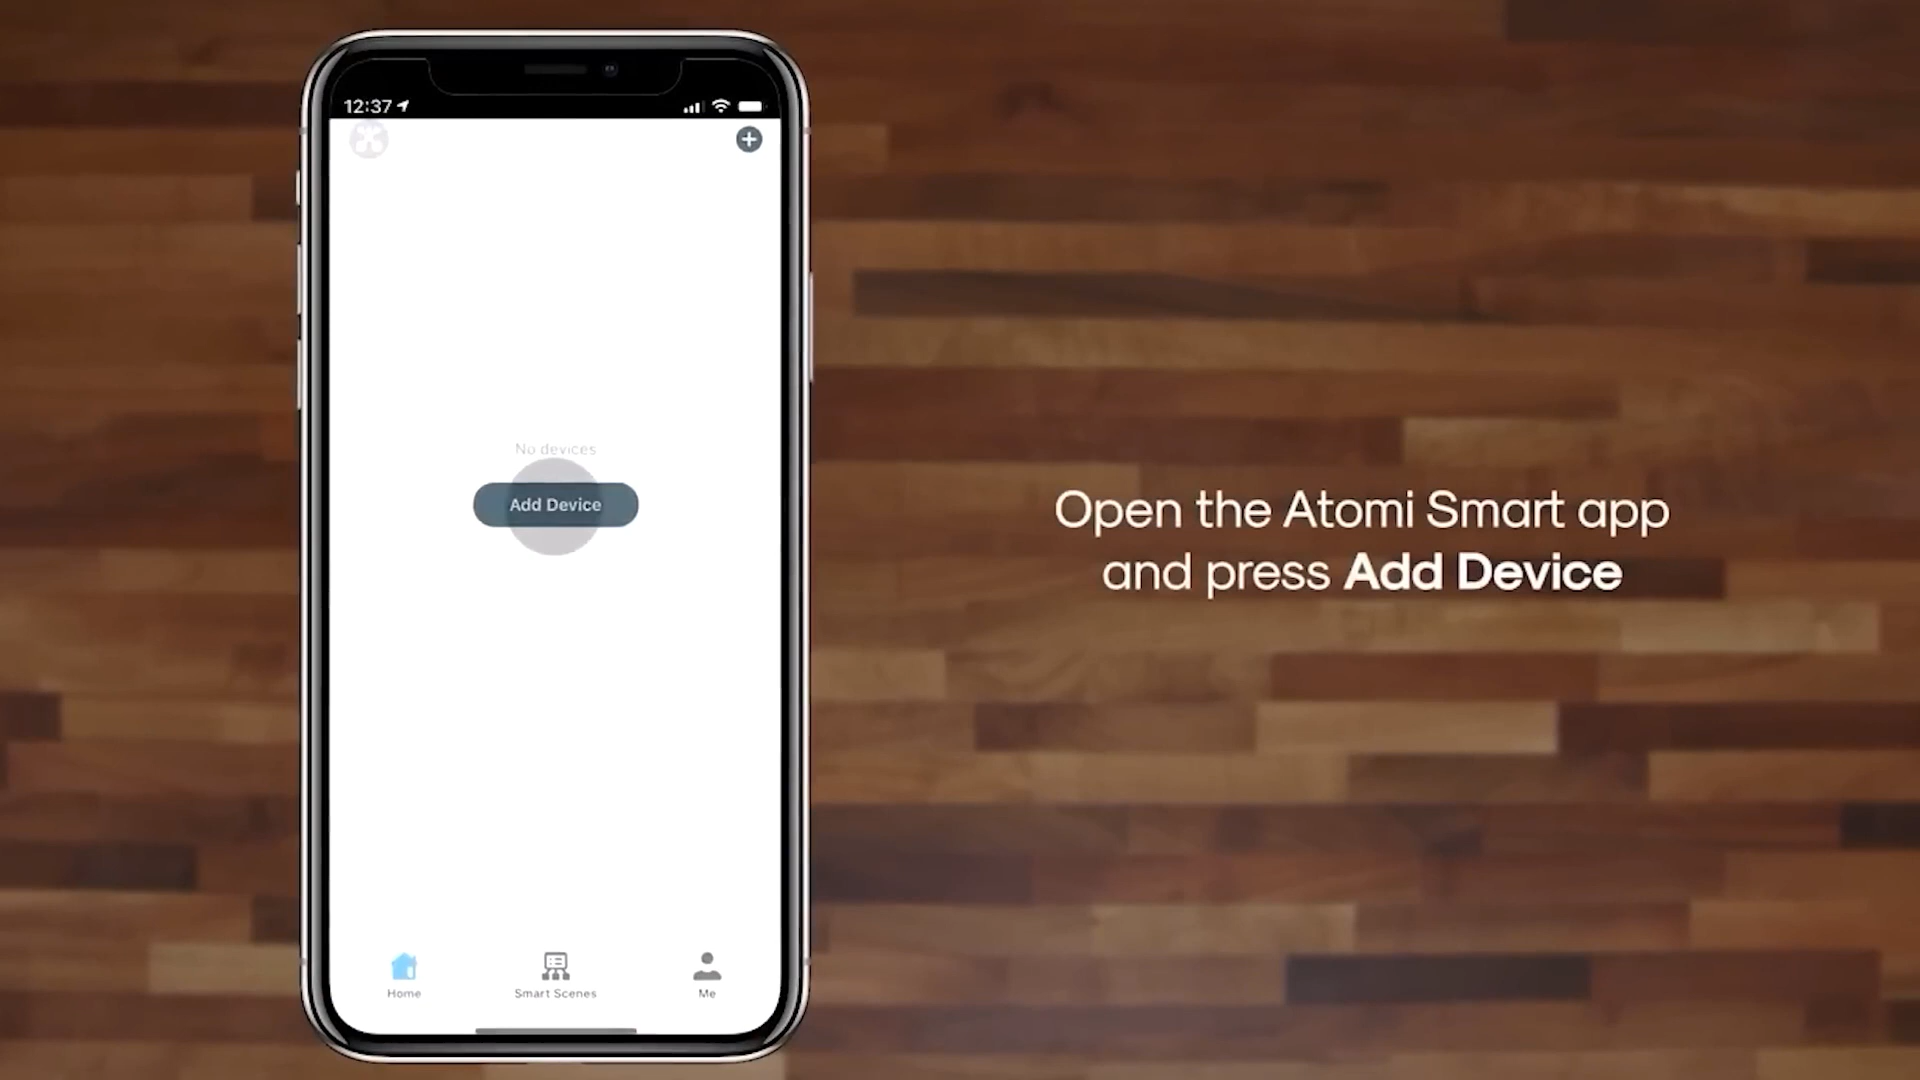 12:37
No devices
Add Device
Home
Smart Scenes
Me
Open the Atomi Smart app
and press Add Device